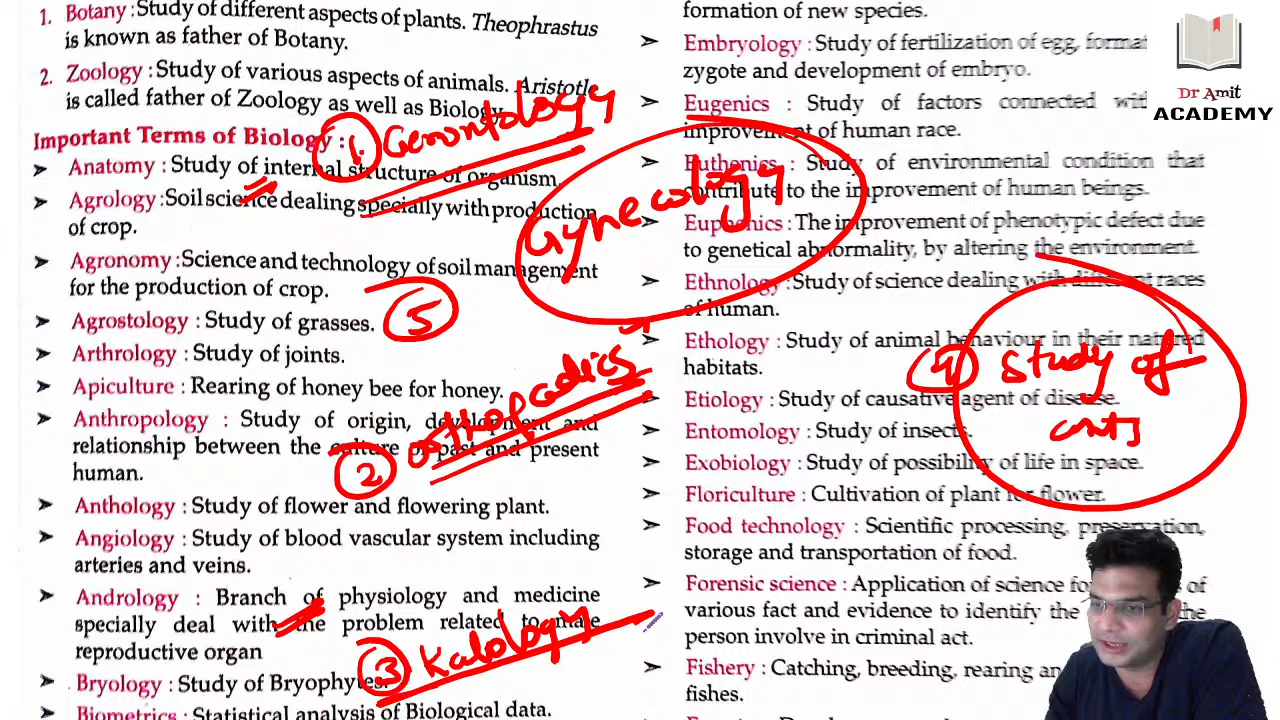 1. Botany : Study of different aspects of plants. Theophrastus
is known as father of Botany.
2. Zoology : Study of various aspects of animals. Aristotle
is called father of Zoology as well as Biology.
Important Terms of Biology :
➤ Anatomy : Study of internal structure of organism.
➤ Agrology : Soil science dealing specially with production
of crop.
➤ Agronomy : Science and technology of soil management
for the production of crop.
➤ Agrostology : Study of grasses.
➤ Arthrology : Study of joints.
➤ Apiculture : Rearing of honey bee for honey.
➤ Anthropology : Study of origin, development and
relationship between the culture of past and present
human.
➤ Anthology : Study of flower and flowering plant.
➤ Angiology : Study of blood vascular system including
arteries and veins.
➤ Andrology : Branch of physiology and medicine
specially deal with the problem related to male
reproductive organ
➤ Bryology : Study of Bryophytes.
➤ Biometrics : Statistical analysis of Biological data.
formation of new species.
➤ Embryology : Study of fertilization of egg, format
zygote and development of embryo.
➤ Eugenics : Study of factors connected with
improvement of human race.
➤ Euthenics : Study of environmental condition that
contribute to the improvement of human beings.
➤ Euphenics : The improvement of phenotypic defect due
to genetical abnormality, by altering the environment.
➤ Ethnology : Study of science dealing with different races
of human.
➤ Ethology : Study of animal behaviour in their natured
habitats.
➤ Etiology : Study of causative agent of disease.
➤ Entomology : Study of insects.
➤ Exobiology : Study of possibility of life in space.
➤ Floriculture : Cultivation of plant for flower.
➤ Food technology : Scientific processing, preservation,
storage and transportation of food.
➤ Forensic science : Application of science fo of
various fact and evidence to identify the the
person involve in criminal act.
➤ Fishery : Catching, breeding, rearing an
fishes.
1. Gerontology
Gynecology
5
2 orthopadics
3 Kalology
4 Study of
Dr Amit
ACADEMY